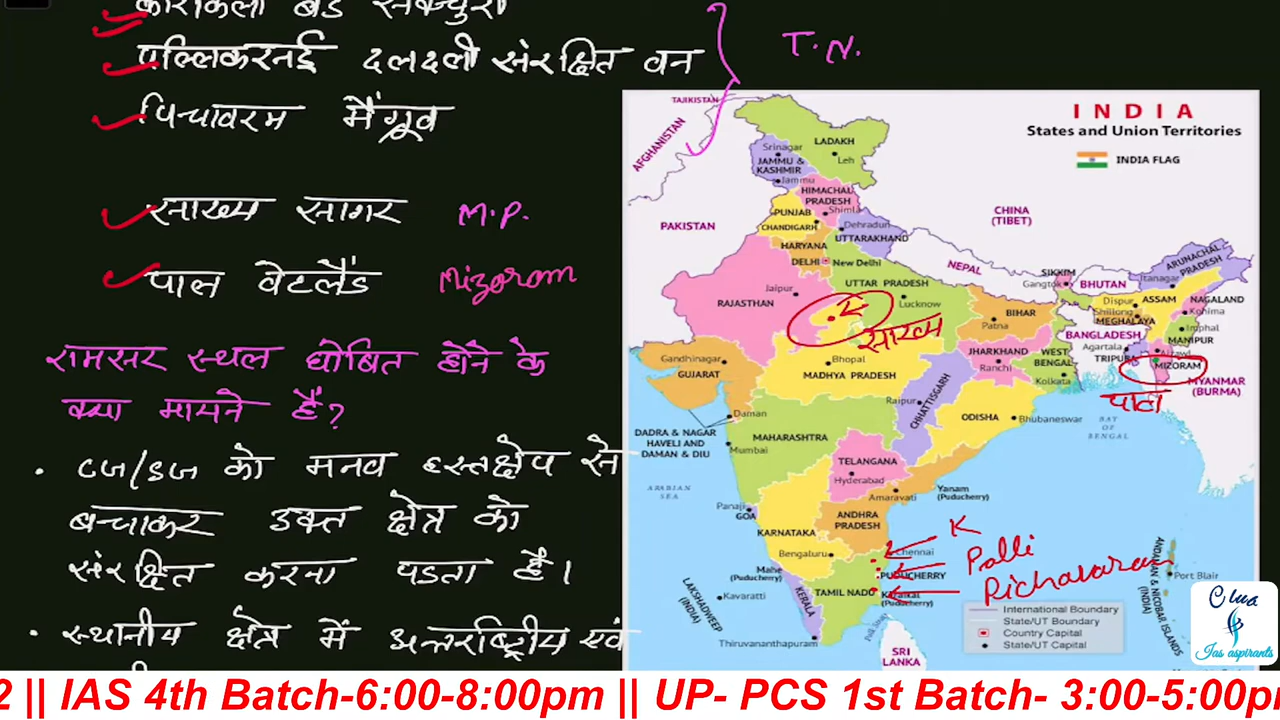 कारिकिली बर्ड सेंक्चुरी
पल्लिकरनई दलदली संरक्षित वन
पिचावरम मैंग्रूव
T.N.
साख्य सागर M.P.
पाल वेटलैंड Mizoram
रामसर स्थल घोषित होने के
क्या मायने है?
• CG/SG को मानव हस्तक्षेप से
बचाकर उक्त क्षेत्र को
संरक्षित करना पडता है।
• स्थानीय क्षेत्र में अन्तर्राष्ट्रीय एवं
INDIA
States and Union Territories
INDIA FLAG
TAJIKISTAN
AFGHANISTAN
LADAKH
Leh
Srinagar
JAMMU &
KASHMIR
Jammu
HIMACHAL
PRADESH
Shimla
PAKISTAN
PUNJAB
CHANDIGARH
Dehradun
UTTARAKHAND
CHINA
(TIBET)
HARYANA
DELHI
New Delhi
NEPAL
SIKKIM
Gangtok
BHUTAN
ARUNACHAL
PRADESH
Itanagar
RAJASTHAN
Jaipur
UTTAR PRADESH
Lucknow
साख्य
BIHAR
Patna
Dispur
ASSAM
NAGALAND
Kohima
Shillong
MEGHALAYA
Imphal
MANIPUR
BANGLADESH
Agartala
TRIPURA
Aizawl
MIZORAM
पाल
MYANMAR
(BURMA)
Gandhinagar
GUJARAT
Bhopal
MADHYA PRADESH
JHARKHAND
Ranchi
WEST
BENGAL
Kolkata
Raipur
CHHATTISGARH
ODISHA
Bhubaneswar
BAY
OF
BENGAL
Daman
DADRA & NAGAR
HAVELI AND
DAMAN & DIU
MAHARASHTRA
Mumbai
TELANGANA
Hyderabad
ARABIAN
SEA
Amaravati
Yanam
(Puducherry)
Panaji
GOA
KARNATAKA
ANDHRA
PRADESH
Bengaluru
Chennai
K
Palli
Pichavaram
Mahe
(Puducherry)
PUDUCHERRY
TAMIL NADU
Karaikal
(Puducherry)
LAKSHADWEEP
(INDIA)
Kavaratti
KERALA
Thiruvananthapuram
SRI
LANKA
ANDAMAN AND NICOBAR ISLANDS
(INDIA)
Port Blair
International Boundary
State/UT Boundary
Country Capital
State/UT Capital
Clue
Ias aspirants
2 || IAS 4th Batch-6:00-8:00pm || UP- PCS 1st Batch- 3:00-5:00pm